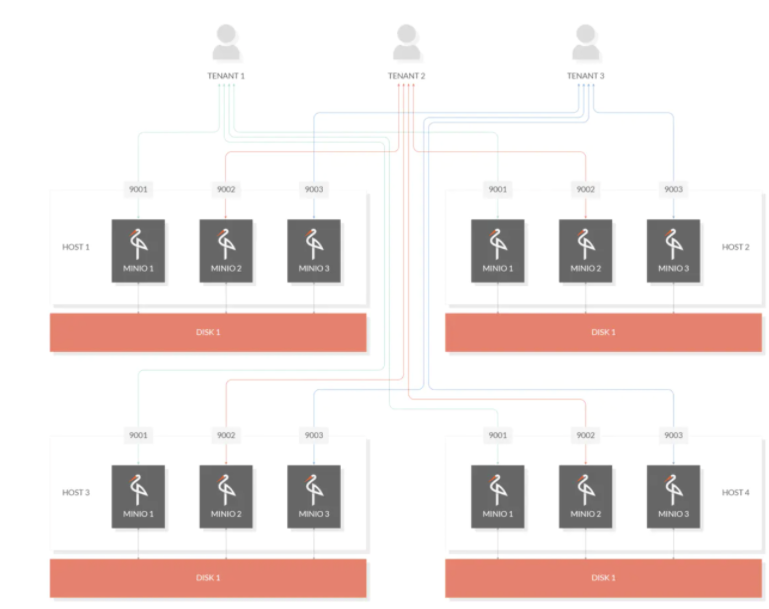 TENANT 1 TENANT 2 TENANT 3
9001 9002 9003 9001 9002 9003
HOST 1 HOST 2
MINIO 1 MINIO 2 MINIO 3 MINIO 1 MINIO 2 MINIO 3
DISK 1 DISK 1
9001 9002 9003 9001 9002 9003
HOST 3 HOST 4
MINIO 1 MINIO 2 MINIO 3 MINIO 1 MINIO 2 MINIO 3
DISK 1 DISK 1